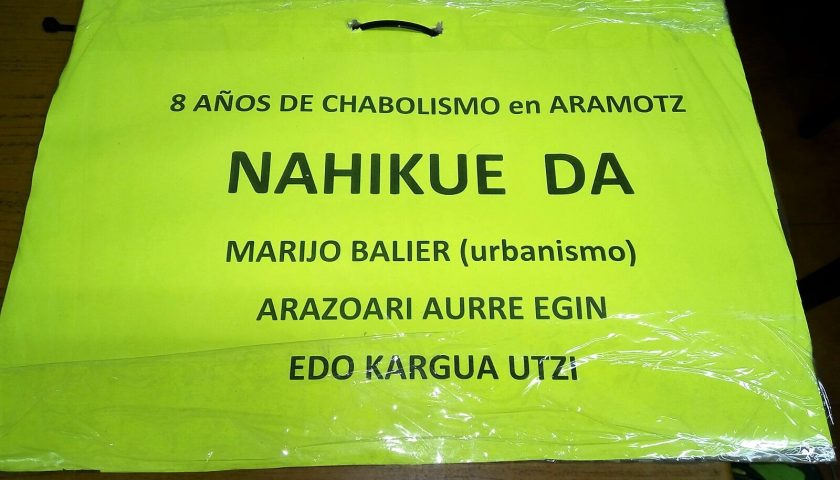 8 AÑOS DE CHABOLISMO en ARAMOTZ
NAHIKUE DA
MARIJO BALIER (urbanismo)
ARAZOARI AURRE EGIN
EDO KARGUA UTZI